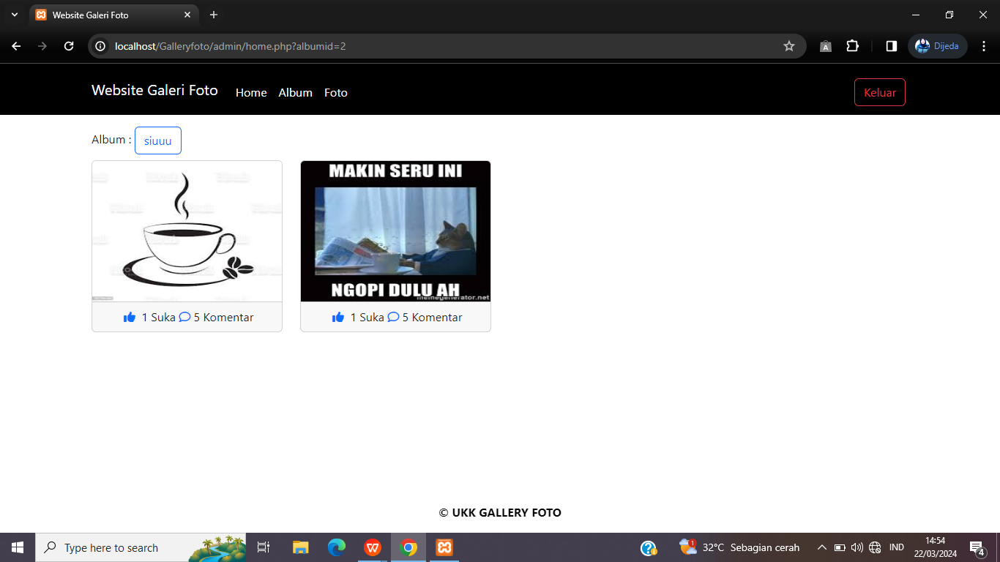 Website Galeri Foto
localhost/Galleryfoto/admin/home.php?albumid=2
Dijeda
Website Galeri Foto Home Album Foto Keluar
Album : siuuu
MAKIN SERU INI
NGOPI DULU AH
memegenerator.net
1 Suka 5 Komentar
1 Suka 5 Komentar
© UKK GALLERY FOTO
Type here to search
1
32°C Sebagian cerah
IND
14:54
22/03/2024
4